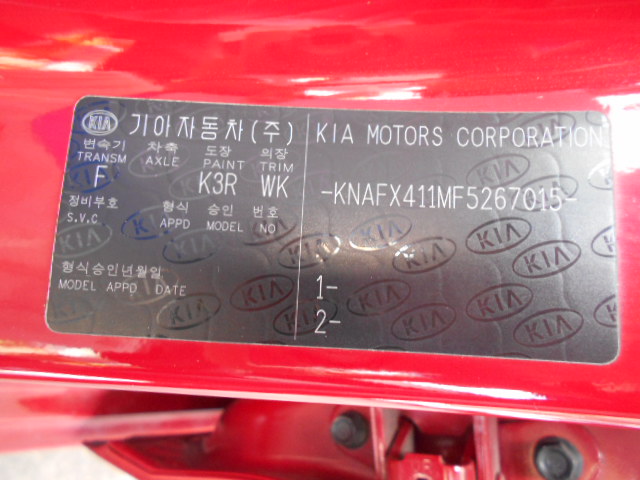 KIA 기아자동차(주) KIA MOTORS CORPORATION
변속기 차축 도장 의장
TRANSM AXLE PAINT TRIM
F K3R WK
-KNAFX411MF5267015-
정비부호 형식 승인 번호
S.V.C. APPD MODEL NO
형식승인년월일
MODEL APPD DATE
1-
2-